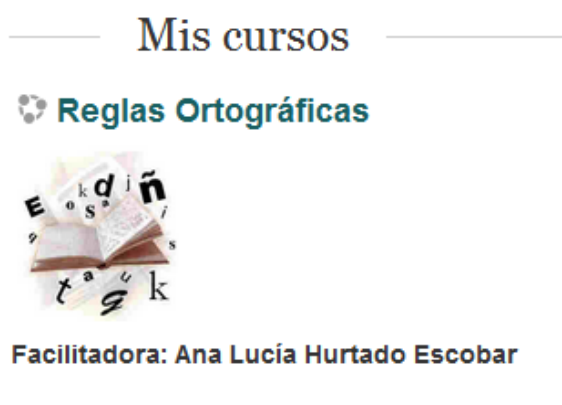 Mis cursos
Reglas Ortográficas
E o k d i ñ
o s a
g i
s
t a g u k
Facilitadora: Ana Lucía Hurtado Escobar